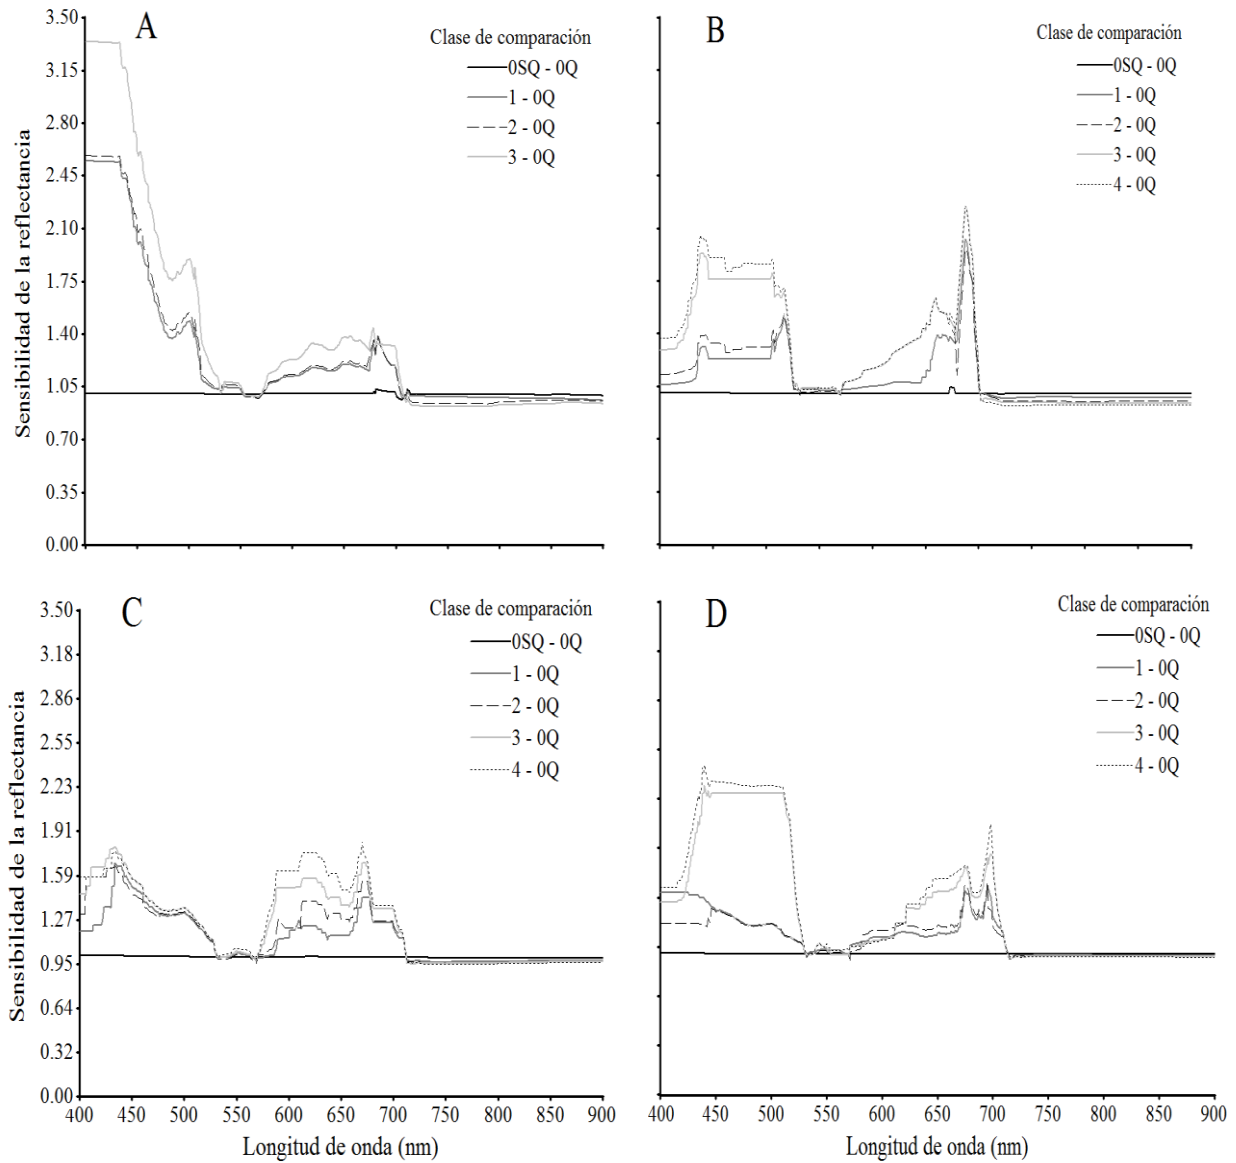 A
Clase de comparación
0SQ - 0Q
1 - 0Q
2 - 0Q
3 - 0Q
Sensibilidad de la reflectancia
3.50
3.15
2.80
2.45
2.10
1.75
1.40
1.05
0.70
0.35
0.00
B
Clase de comparación
0SQ - 0Q
1 - 0Q
2 - 0Q
3 - 0Q
4 - 0Q
C
Clase de comparación
0SQ - 0Q
1 - 0Q
2 - 0Q
3 - 0Q
4 - 0Q
Sensibilidad de la reflectancia
3.50
3.18
2.86
2.55
2.23
1.91
1.59
1.27
0.95
0.64
0.32
0.00
400 450 500 550 600 650 700 750 800 850 900
Longitud de onda (nm)
D
Clase de comparación
0SQ - 0Q
1 - 0Q
2 - 0Q
3 - 0Q
4 - 0Q
400 450 500 550 600 650 700 750 800 850 900
Longitud de onda (nm)